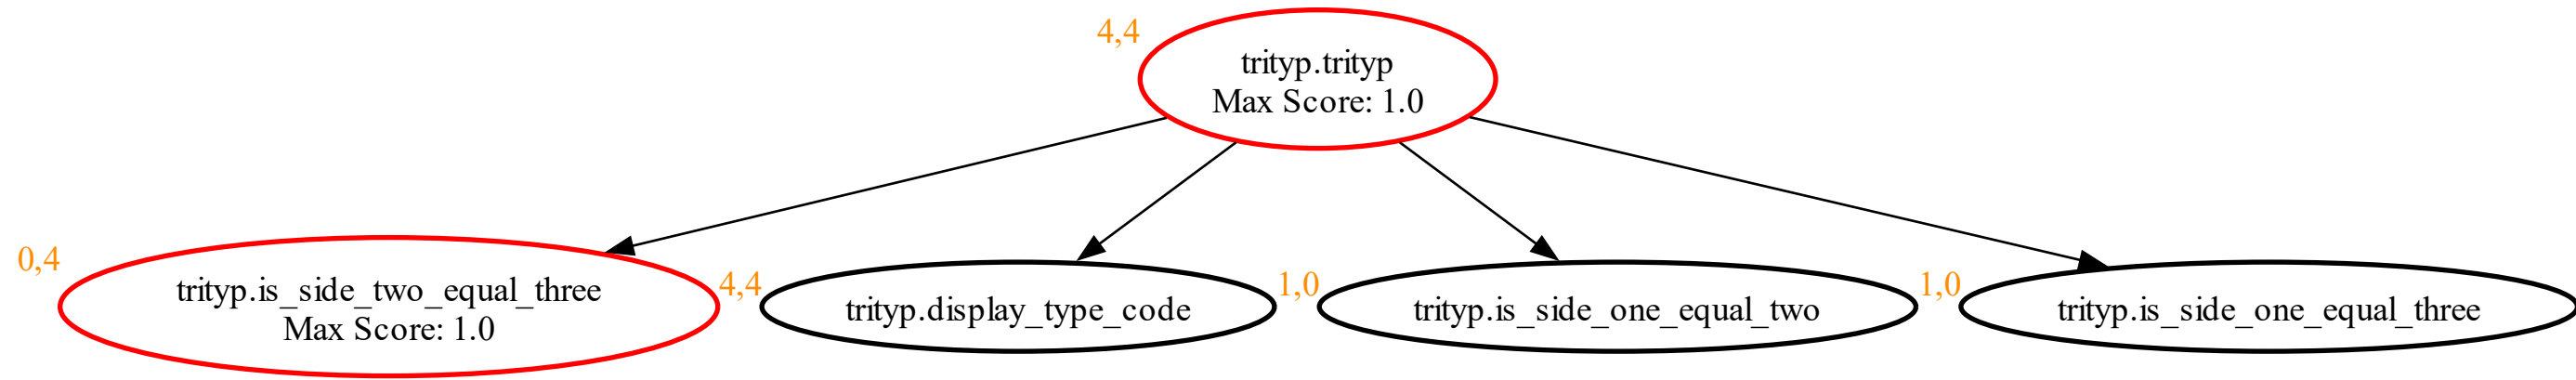 4,4
trityp.trityp
Max Score: 1.0
0,4
trityp.is_side_two_equal_three
Max Score: 1.0
4,4
trityp.display_type_code
1,0
trityp.is_side_one_equal_two
1,0
trityp.is_side_one_equal_three